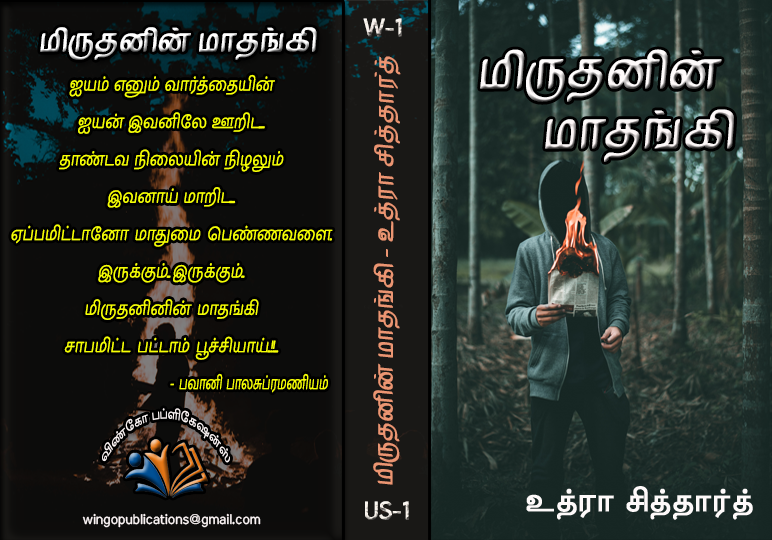 மிருதனின் மாதங்கி
ஐயம் எனும் வார்த்தையின்
ஐயன் இவனிலே ஊறிட..
தாண்டவ நிலையின் நிழலும்
இவனாய் மாறிட..
ஏப்பமிட்டானோ மாதுமை பெண்ணவளை.
இருக்கும்..இருக்கும்..
மிருதனினின் மாதங்கி
சாபமிட்ட பட்டாம் பூச்சியாய்!!..
- பவானி பாலசுப்ரமணியம்
விண்கோ பப்ளிகேஷன்ஸ்
wingopublications@gmail.com
W-1
மிருதனின் மாதங்கி - உத்ரா சித்தார்த்
US-1
மிருதனின்
மாதங்கி
உத்ரா சித்தார்த்